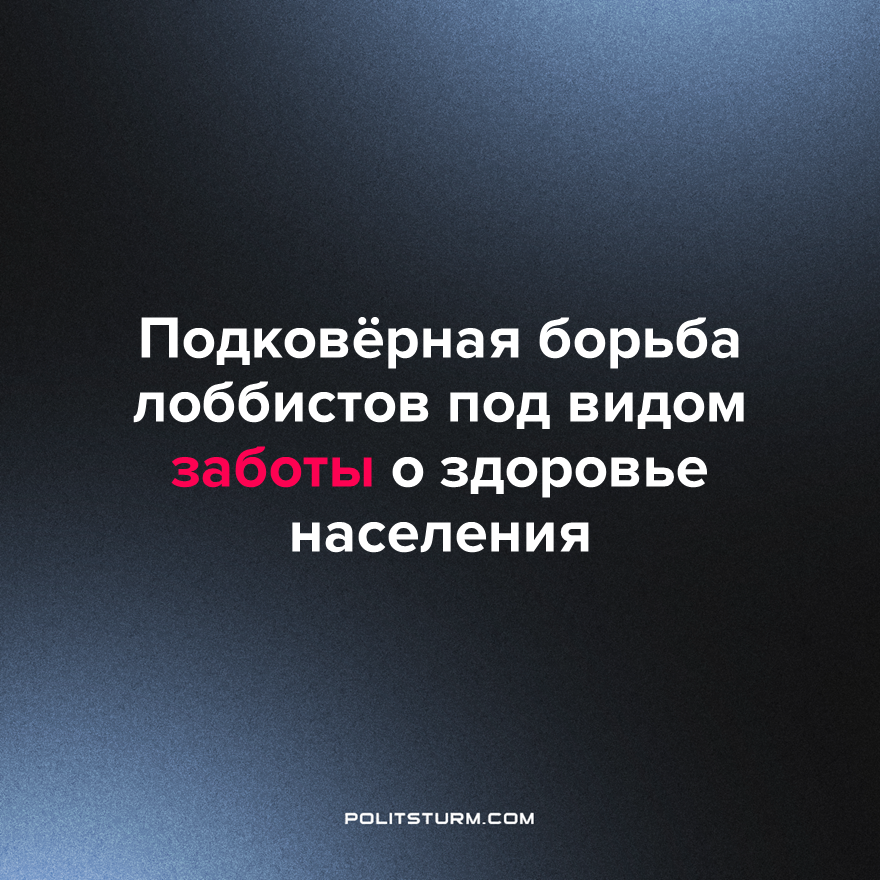 Подковёрная борьба
лоббистов под видом
заботы о здоровье
населения
POLITSTURM.COM